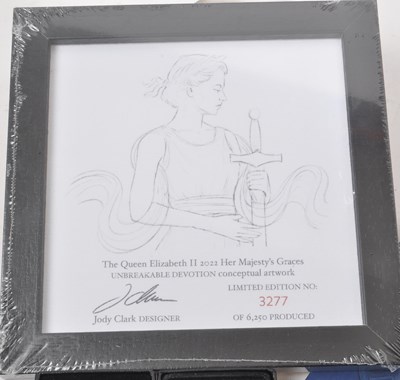 The Queen Elizabeth II 2022 Her Majesty's Graces
UNBREAKABLE DEVOTION conceptual artwork
LIMITED EDITION NO:
3277
Jody Clark DESIGNER
OF 6,250 PRODUCED